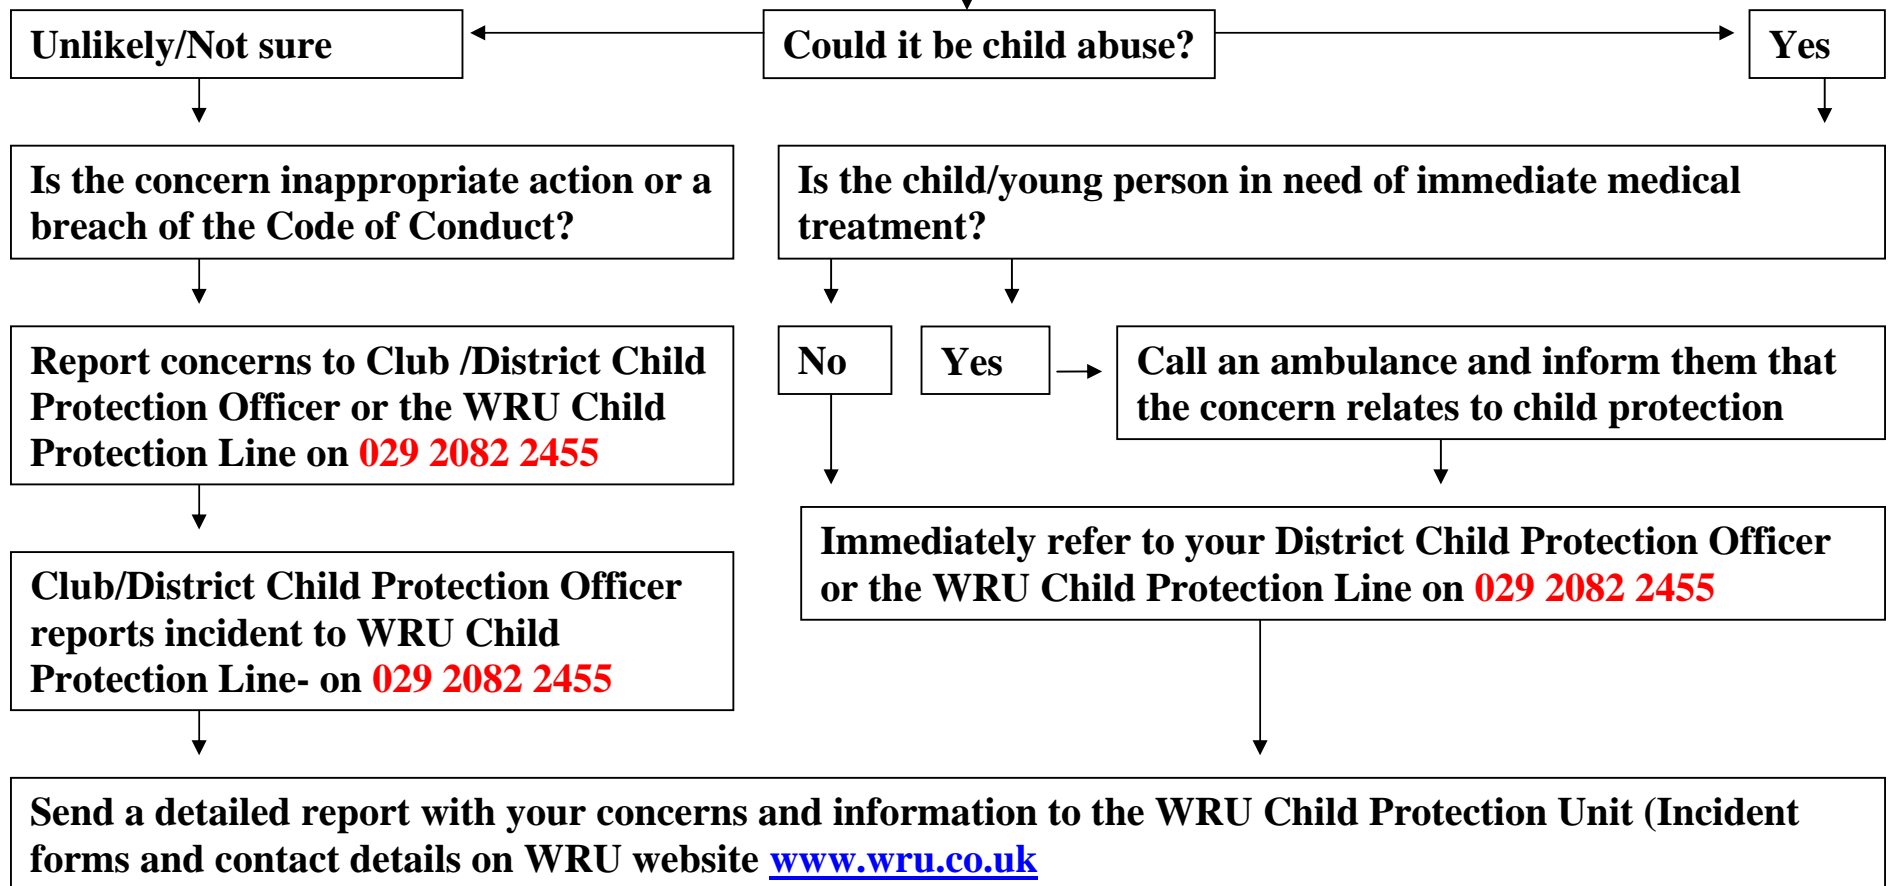 Unlikely/Not sure
Could it be child abuse?
Yes
Is the concern inappropriate action or a
breach of the Code of Conduct?
Is the child/young person in need of immediate medical
treatment?
Report concerns to Club /District Child
Protection Officer or the WRU Child
Protection Line on 029 2082 2455
No
Yes
Call an ambulance and inform them that
the concern relates to child protection
Immediately refer to your District Child Protection Officer
or the WRU Child Protection Line on 029 2082 2455
Club/District Child Protection Officer
reports incident to WRU Child
Protection Line- on 029 2082 2455
Send a detailed report with your concerns and information to the WRU Child Protection Unit (Incident
forms and contact details on WRU website www.wru.co.uk